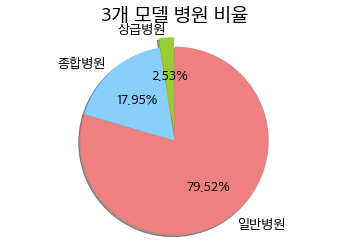 3개 모델 병원 비율
상급병원
2.53%
종합병원
17.95%
79.52%
일반병원